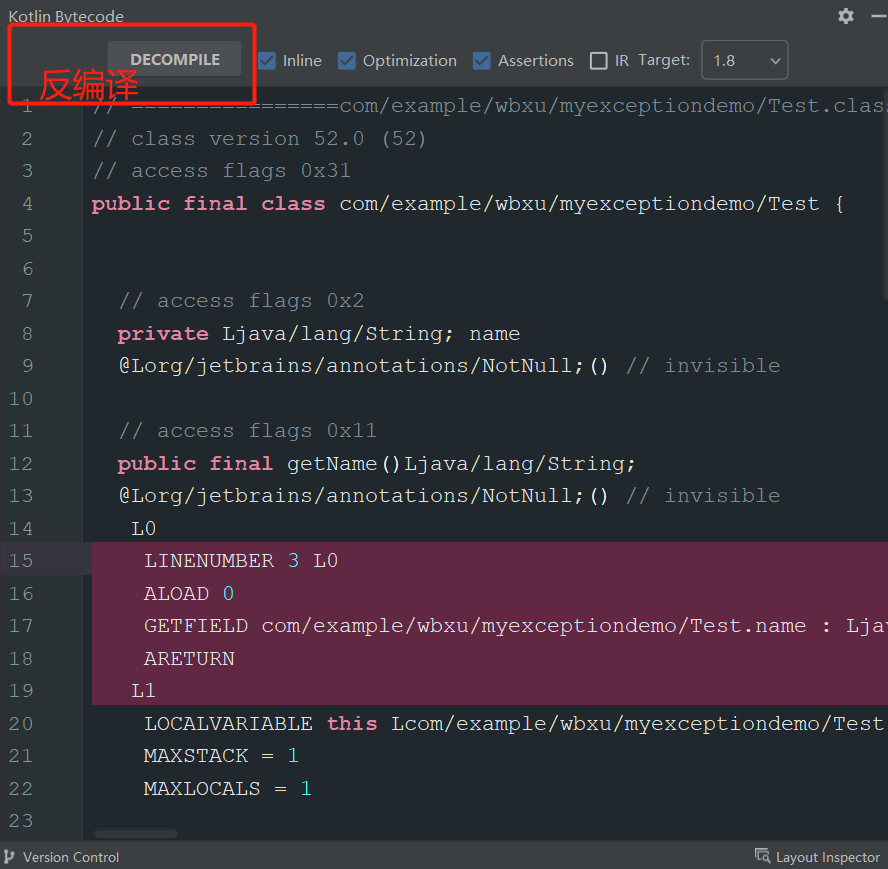 Kotlin Bytecode
DECOMPILE Inline Optimization Assertions IR Target: 1.8
反编译
1 // ================com/example/wbxu/myexceptiondemo/Test.clas
2 // class version 52.0 (52)
3 // access flags 0x31
4 public final class com/example/wbxu/myexceptiondemo/Test {
5
6
7 // access flags 0x2
8 private Ljava/lang/String; name
9 @Lorg/jetbrains/annotations/NotNull;() // invisible
10
11 // access flags 0x11
12 public final getName()Ljava/lang/String;
13 @Lorg/jetbrains/annotations/NotNull;() // invisible
14 L0
15 LINENUMBER 3 L0
16 ALOAD 0
17 GETFIELD com/example/wbxu/myexceptiondemo/Test.name : Ljav
18 ARETURN
19 L1
20 LOCALVARIABLE this Lcom/example/wbxu/myexceptiondemo/Test
21 MAXSTACK = 1
22 MAXLOCALS = 1
23
Version Control Layout Inspector